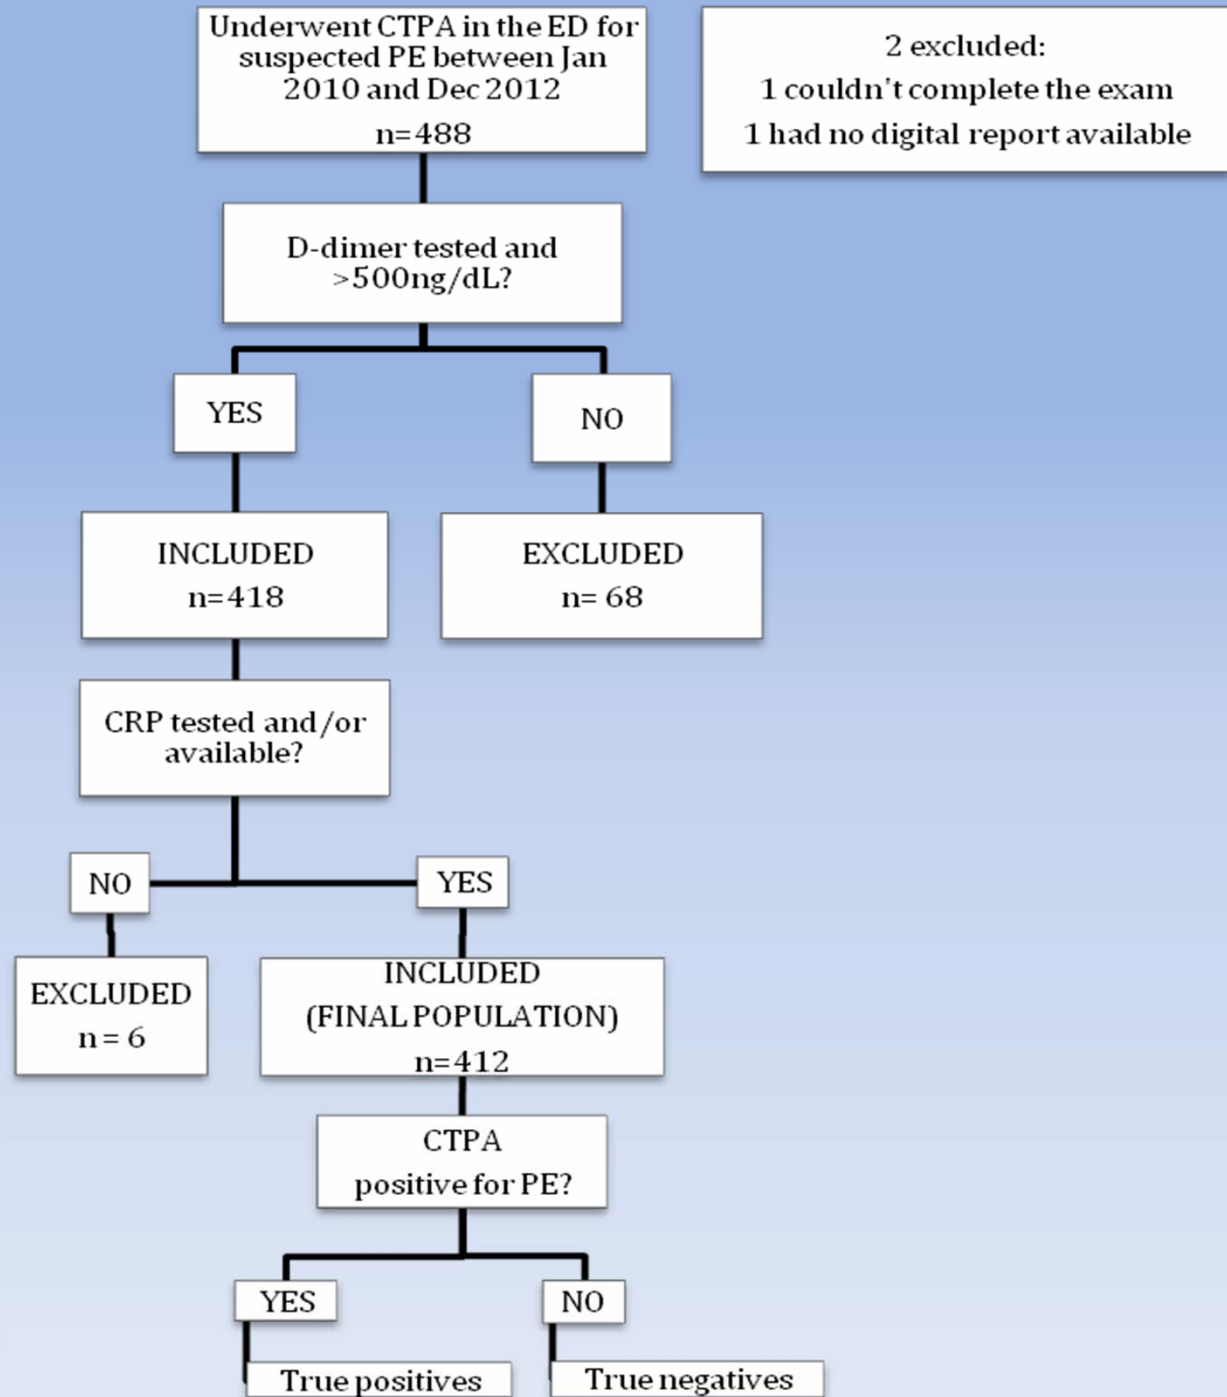 Underwent CTPA in the ED for
suspected PE between Jan
2010 and Dec 2012
n=488
2 excluded:
1 couldn't complete the exam
1 had no digital report available
D-dimer tested and
>500ng/dL?
YES
NO
INCLUDED
n=418
EXCLUDED
n= 68
CRP tested and/or
available?
NO
YES
EXCLUDED
n = 6
INCLUDED
(FINAL POPULATION)
n=412
CTPA
positive for PE?
YES
NO
True positives
True negatives